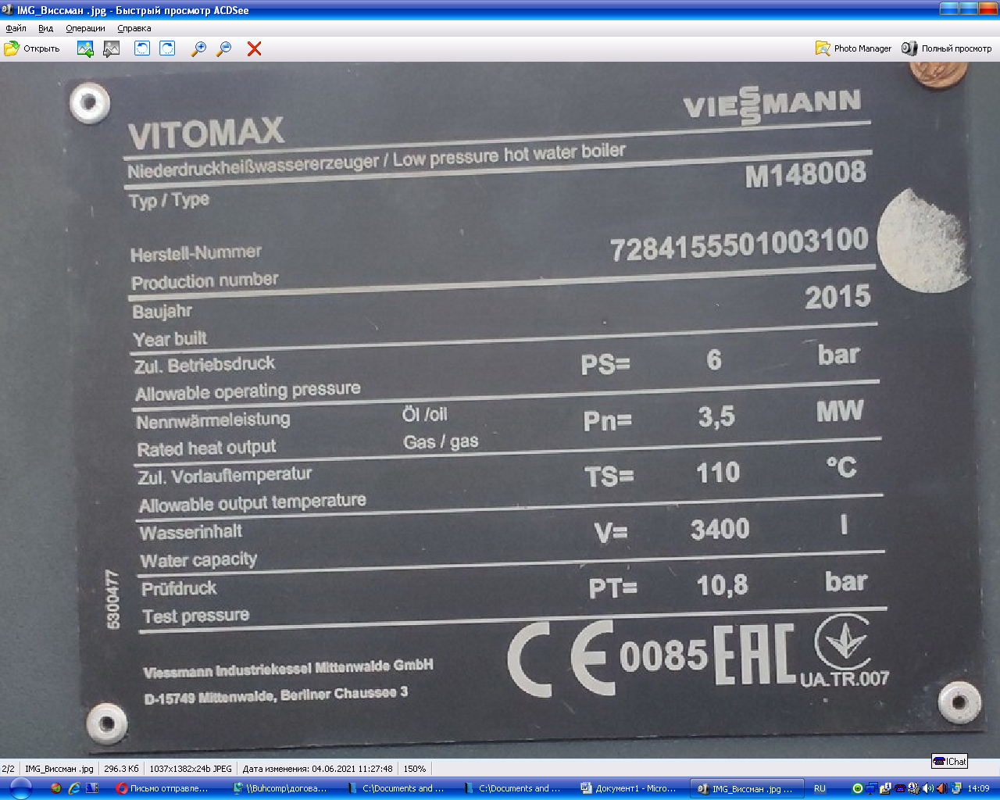 IMG_Виссман .jpg - Быстрый просмотр ACDSee
Файл Вид Операции Справка
Открыть Photo Manager Полный просмотр
VIESSMANN
VITOMAX
Niederdruckheißwassererzeuger / Low pressure hot water boiler
Typ / Type M148008
Herstell-Nummer 7284155501003100
Production number
Baujahr 2015
Year built
Zul. Betriebsdruck PS= 6 bar
Allowable operating pressure
Nennwärmeleistung Öl /oil Pn= 3,5 MW
Rated heat output Gas / gas
Zul. Vorlauftemperatur TS= 110 °C
Allowable output temperature
Wasserinhalt V= 3400 l
Water capacity
Prüfdruck PT= 10,8 bar
Test pressure
5300477
CE 0085 EAC
UA.TR.007
Viessmann Industriekessel Mittenwalde GmbH
D-15749 Mittenwalde, Berliner Chaussee 3
IChat
2/2 IMG_Виссман .jpg 296.3 Кб 1037x1382x24b JPEG Дата изменения: 04.06.2021 11:27:48 150%
Письмо отправле... \\Buhcomp\догова... C:\Documents and ... C:\Documents and ... Документ1 - Micro... IMG_Виссман .jpg ... RU 14:09